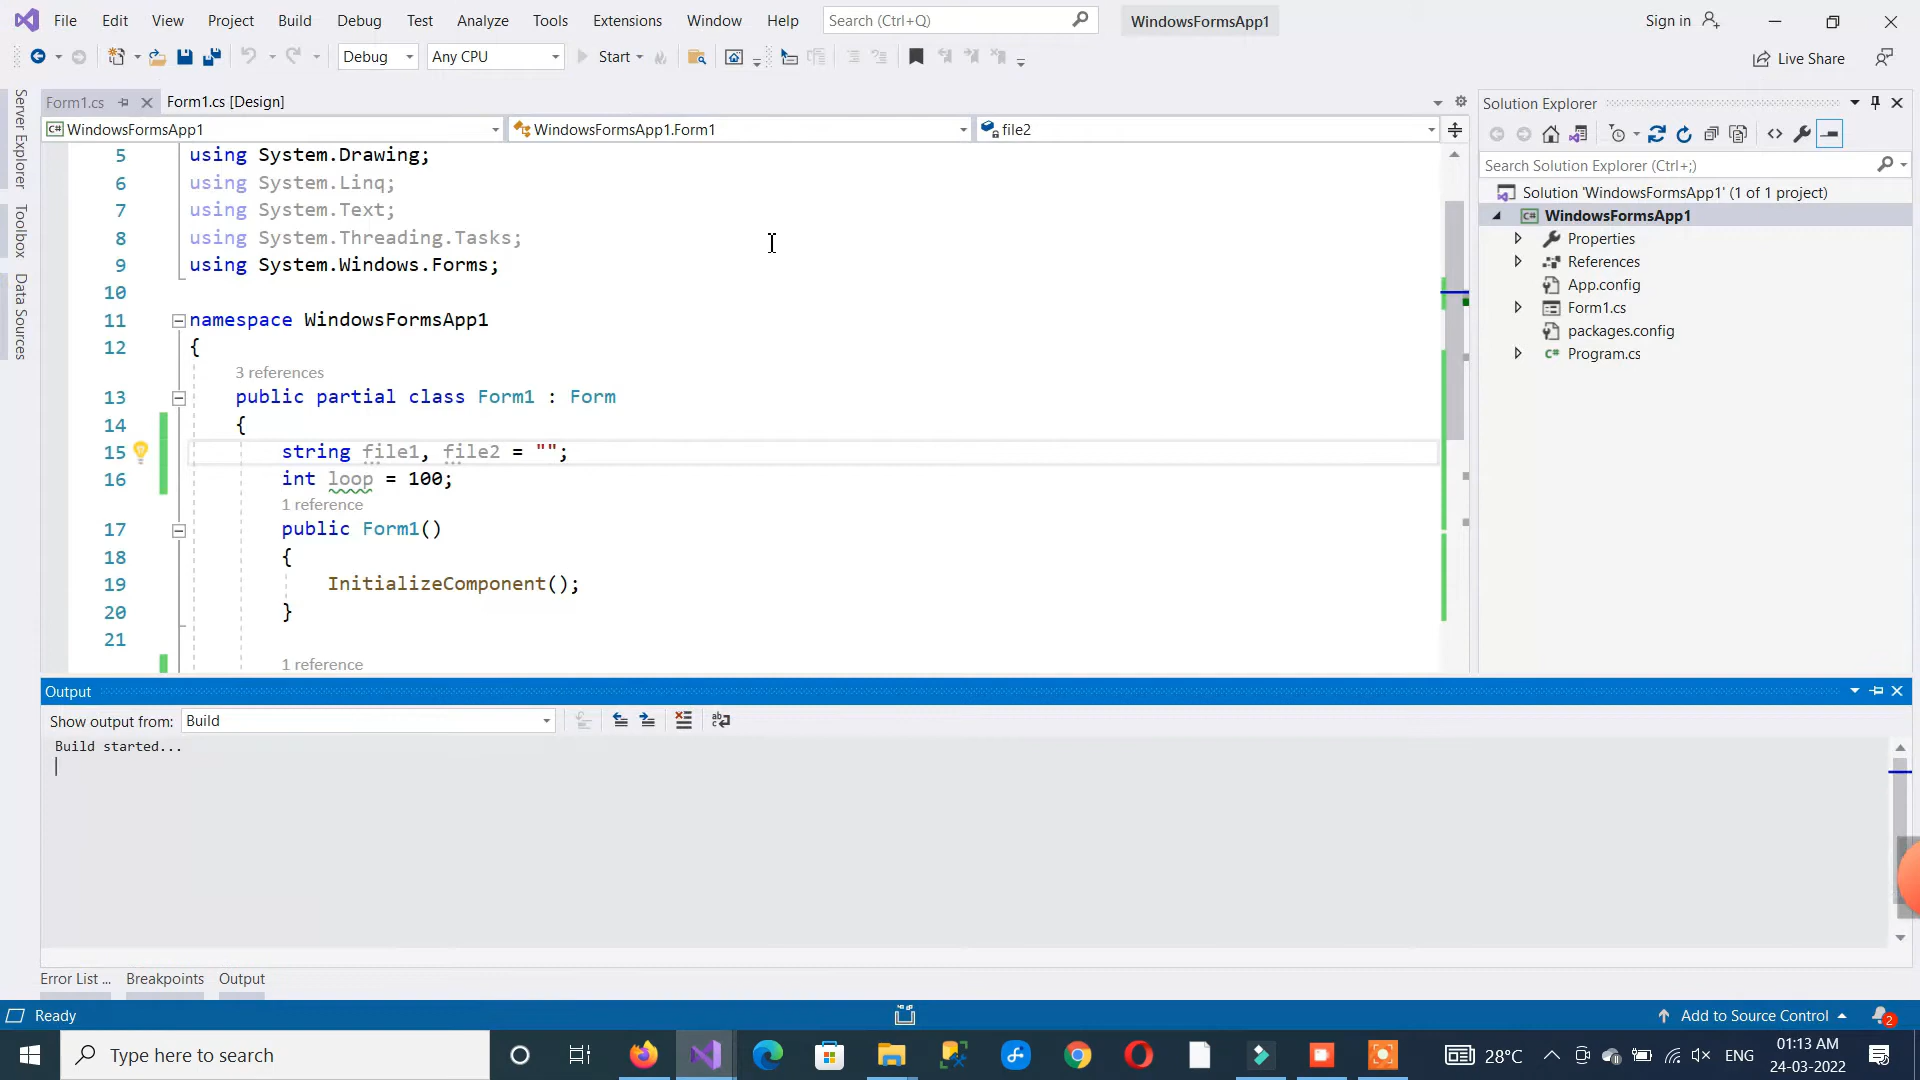 File Edit View Project Build Debug Test Analyze Tools Extensions Window Help Search (Ctrl+Q) WindowsFormsApp1 Sign in
Debug Any CPU Start Live Share
Server Explorer
Toolbox
Data Sources
Form1.cs Form1.cs [Design]
C# WindowsFormsApp1 WindowsFormsApp1.Form1 file2
5 using System.Drawing;
6 using System.Linq;
7 using System.Text;
8 using System.Threading.Tasks;
9 using System.Windows.Forms;
10
11 namespace WindowsFormsApp1
12 {
3 references
13 public partial class Form1 : Form
14 {
15 string file1, file2 = "";
16 int loop = 100;
1 reference
17 public Form1()
18 {
19 InitializeComponent();
20 }
21
1 reference
Solution Explorer
Search Solution Explorer (Ctrl+;)
Solution 'WindowsFormsApp1' (1 of 1 project)
C# WindowsFormsApp1
Properties
References
App.config
Form1.cs
packages.config
C# Program.cs
Output
Show output from: Build
Build started...
Error List ... Breakpoints Output
Ready Add to Source Control 2
Type here to search 28°C ENG 01:13 AM
24-03-2022